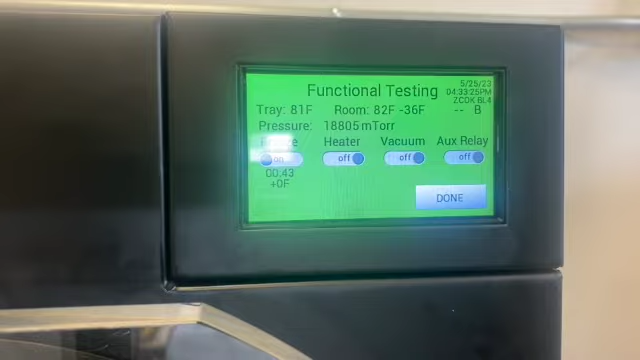 Functional Testing
5/25/23
04:33:25PM
ZCOK BL4
Tray: 81F Room: 82F -36F -- B
Pressure: 18805 mTorr
Heater Vacuum Aux Relay
on off off off
00:43
+0F
DONE